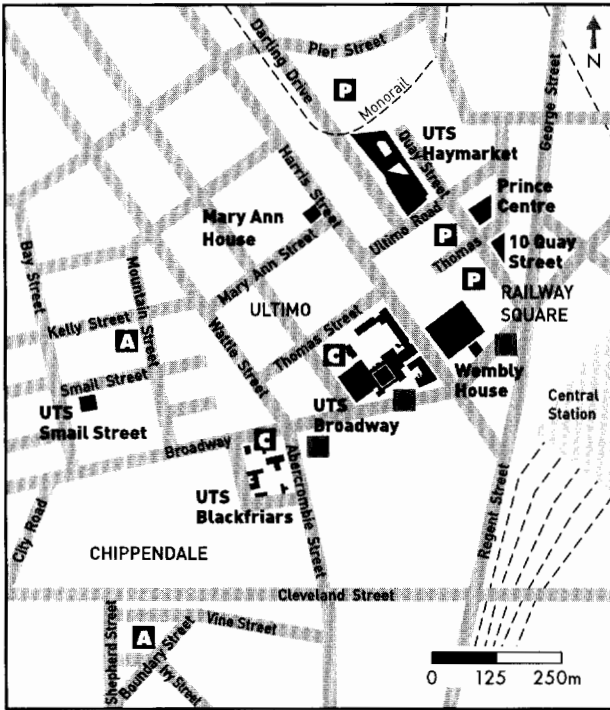 Pier Street
Darling Drive
P
Monorail
George Street
N
UTS
Haymarket
Quay Street
Harris Street
Prince
Centre
Mary Ann
House
Ultimo Road
P
Thomas
10 Quay
Street
P
Bay Street
Mountain Street
Mary Ann Street
ULTIMO
RAILWAY
SQUARE
Kelly Street
A
Wattle Street
Thomas Street
C
Smail Street
Wembly
House
UTS
Smail Street
UTS
Broadway
Central
Station
Broadway
C
Abercrombie Street
UTS
Blackfriars
City Road
Regent Street
CHIPPENDALE
Cleveland Street
Shepherd Street
A
Boundary Street
Vine Street
Ivy Street
0 125 250m